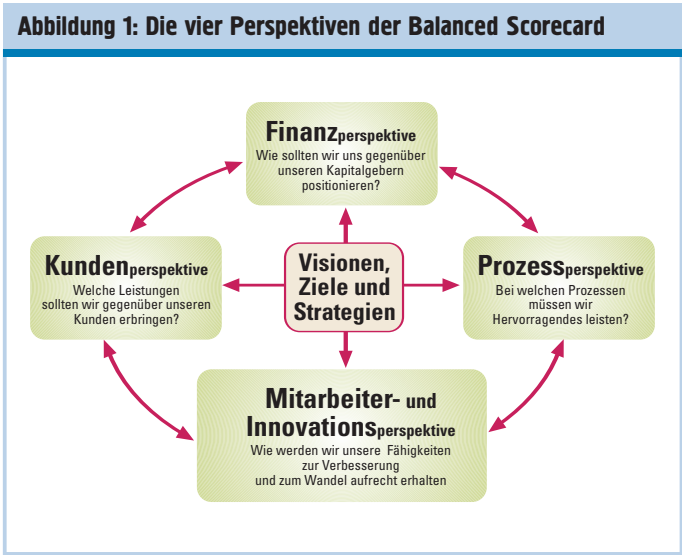 Abbildung 1: Die vier Perspektiven der Balanced Scorecard
Finanzperspektive
Wie sollten wir uns gegenüber
unseren Kapitalgebern
positionieren?
Kundenperspektive
Welche Leistungen
sollten wir gegenüber unseren
Kunden erbringen?
Visionen,
Ziele und
Strategien
Prozessperspektive
Bei welchen Prozessen
müssen wir
Hervorragendes leisten?
Mitarbeiter- und
Innovationsperspektive
Wie werden wir unsere Fähigkeiten
zur Verbesserung
und zum Wandel aufrecht erhalten